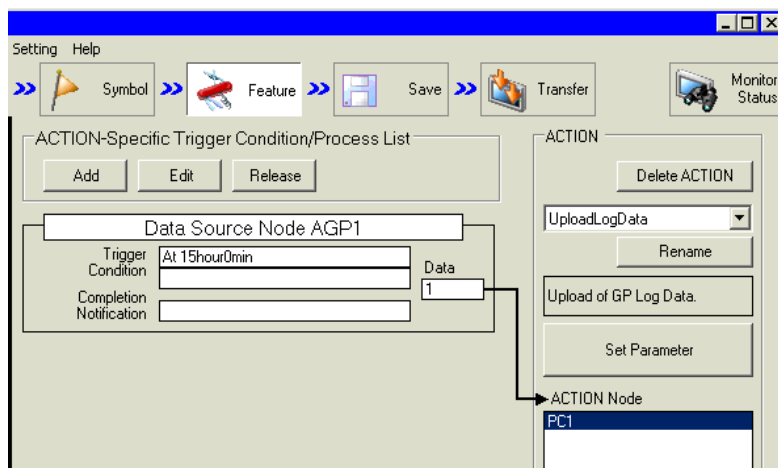 Setting Help
Symbol
Feature
Save
Transfer
Monitor
Status
ACTION-Specific Trigger Condition/Process List
Add
Edit
Release
ACTION
Delete ACTION
UploadLogData
Rename
Upload of GP Log Data.
Set Parameter
ACTION Node
PC1
Data Source Node AGP1
Trigger
Condition
At 15hour0min
Completion
Notification
Data
1